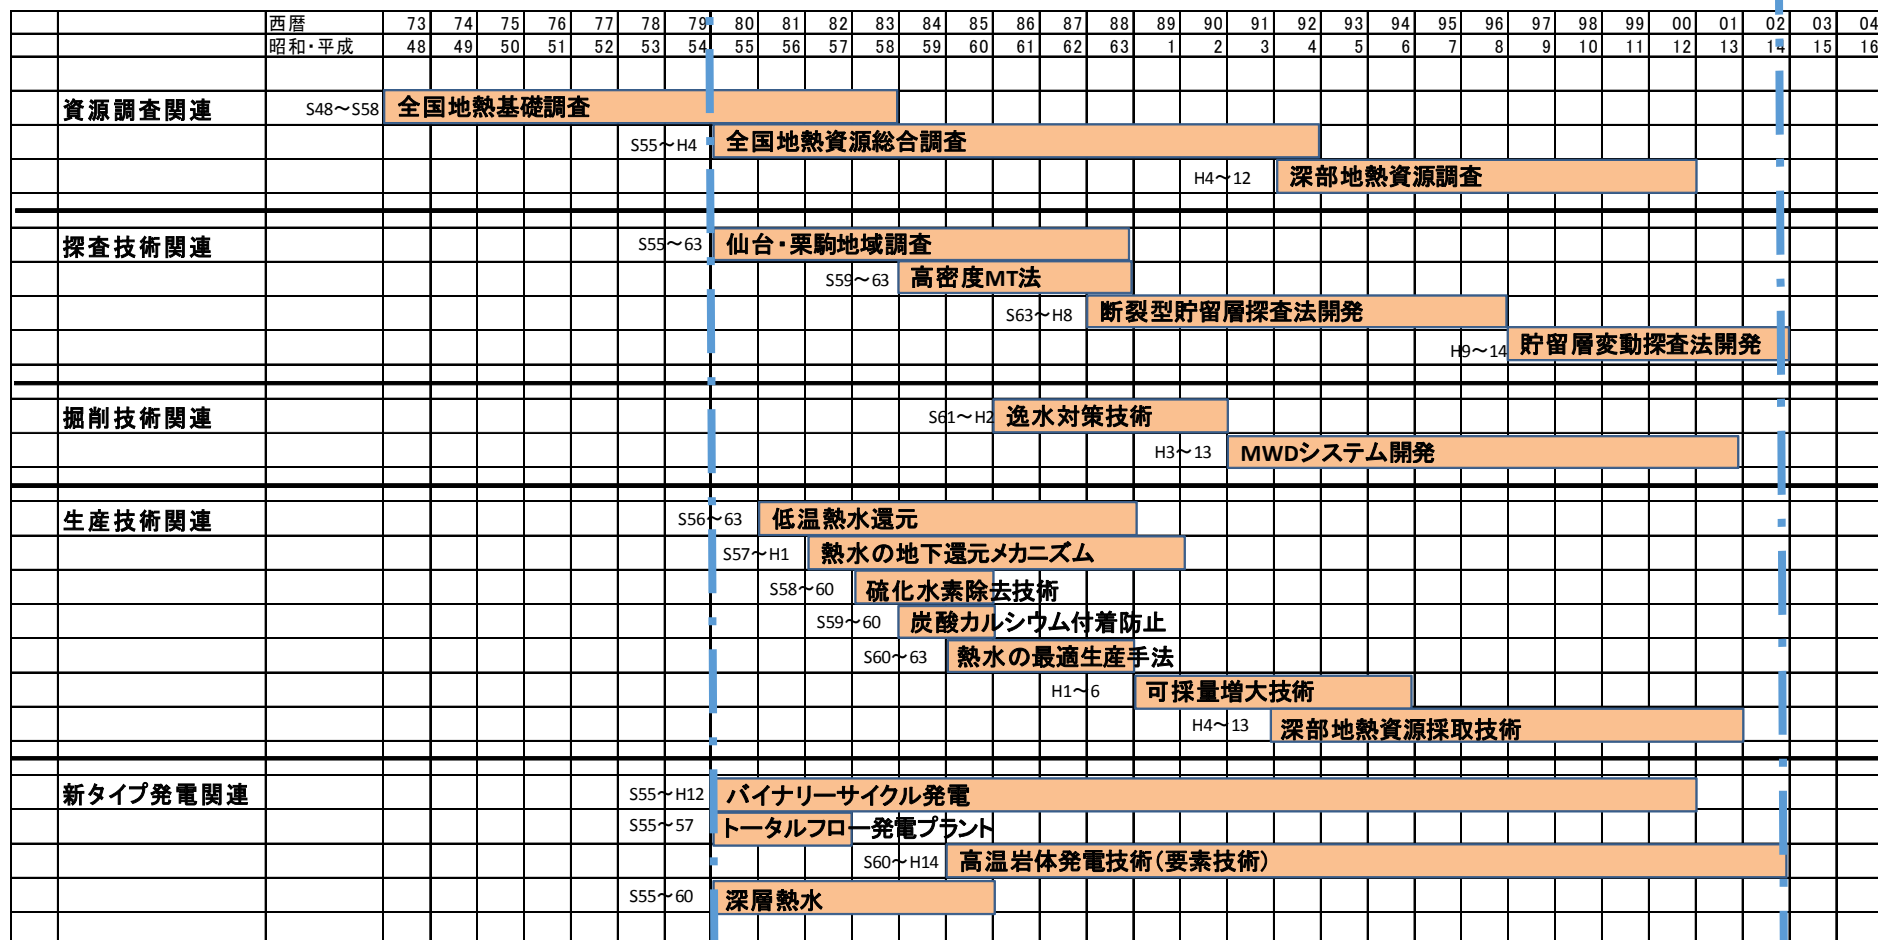 西暦 73 74 75 76 77 78 79 80 81 82 83 84 85 86 87 88 89 90 91 92 93 94 95 96 97 98 99 00 01 02 03 04
昭和・平成 48 49 50 51 52 53 54 55 56 57 58 59 60 61 62 63 1 2 3 4 5 6 7 8 9 10 11 12 13 14 15 16
資源調査関連 S48～S58 全国地熱基礎調査
S55～H4 全国地熱資源総合調査
H4～12 深部地熱資源調査
探査技術関連 S55～63 仙台・栗駒地域調査
S59～63 高密度MT法
S63～H8 断裂型貯留層探査法開発
H9～14 貯留層変動探査法開発
掘削技術関連 S61～H2 逸水対策技術
H3～13 MWDシステム開発
生産技術関連 S56～63 低温熱水還元
S57～H1 熱水の地下還元メカニズム
S58～60 硫化水素除去技術
S59～60 炭酸カルシウム付着防止
S60～63 熱水の最適生産手法
H1～6 可採量増大技術
H4～13 深部地熱資源採取技術
新タイプ発電関連 S55～H12 バイナリーサイクル発電
S55～57 トータルフロー発電プラント
S60～H14 高温岩体発電技術(要素技術)
S55～60 深層熱水